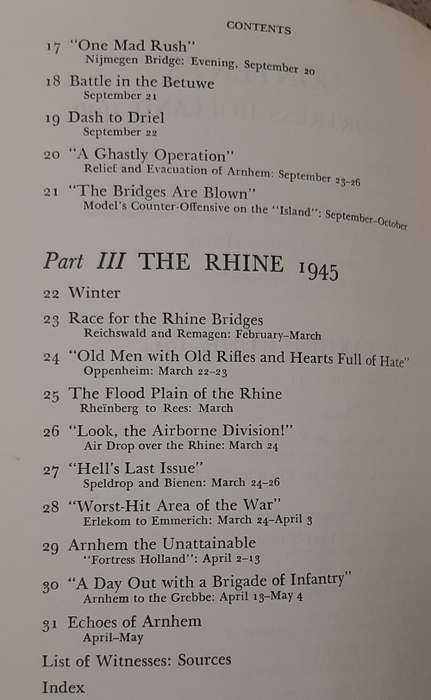 CONTENTS
17 "One Mad Rush"
Nijmegen Bridge: Evening, September 20
18 Battle in the Betuwe
September 21
19 Dash to Driel
September 22
20 "A Ghastly Operation"
Relief and Evacuation of Arnhem: September 23–26
21 "The Bridges Are Blown"
Model's Counter-Offensive on the "Island": September–October
Part III THE RHINE 1945
22 Winter
23 Race for the Rhine Bridges
Reichswald and Remagen: February–March
24 "Old Men with Old Rifles and Hearts Full of Hate"
Oppenheim: March 22–23
25 The Flood Plain of the Rhine
Rheinberg to Rees: March
26 "Look, the Airborne Division!"
Air Drop over the Rhine: March 24
27 "Hell's Last Issue"
Speldrop and Bienen: March 24–26
28 "Worst-Hit Area of the War"
Erlekom to Emmerich: March 24–April 3
29 Arnhem the Unattainable
"Fortress Holland": April 2–13
30 "A Day Out with a Brigade of Infantry"
Arnhem to the Grebbe: April 13–May 4
31 Echoes of Arnhem
April–May
List of Witnesses: Sources
Index